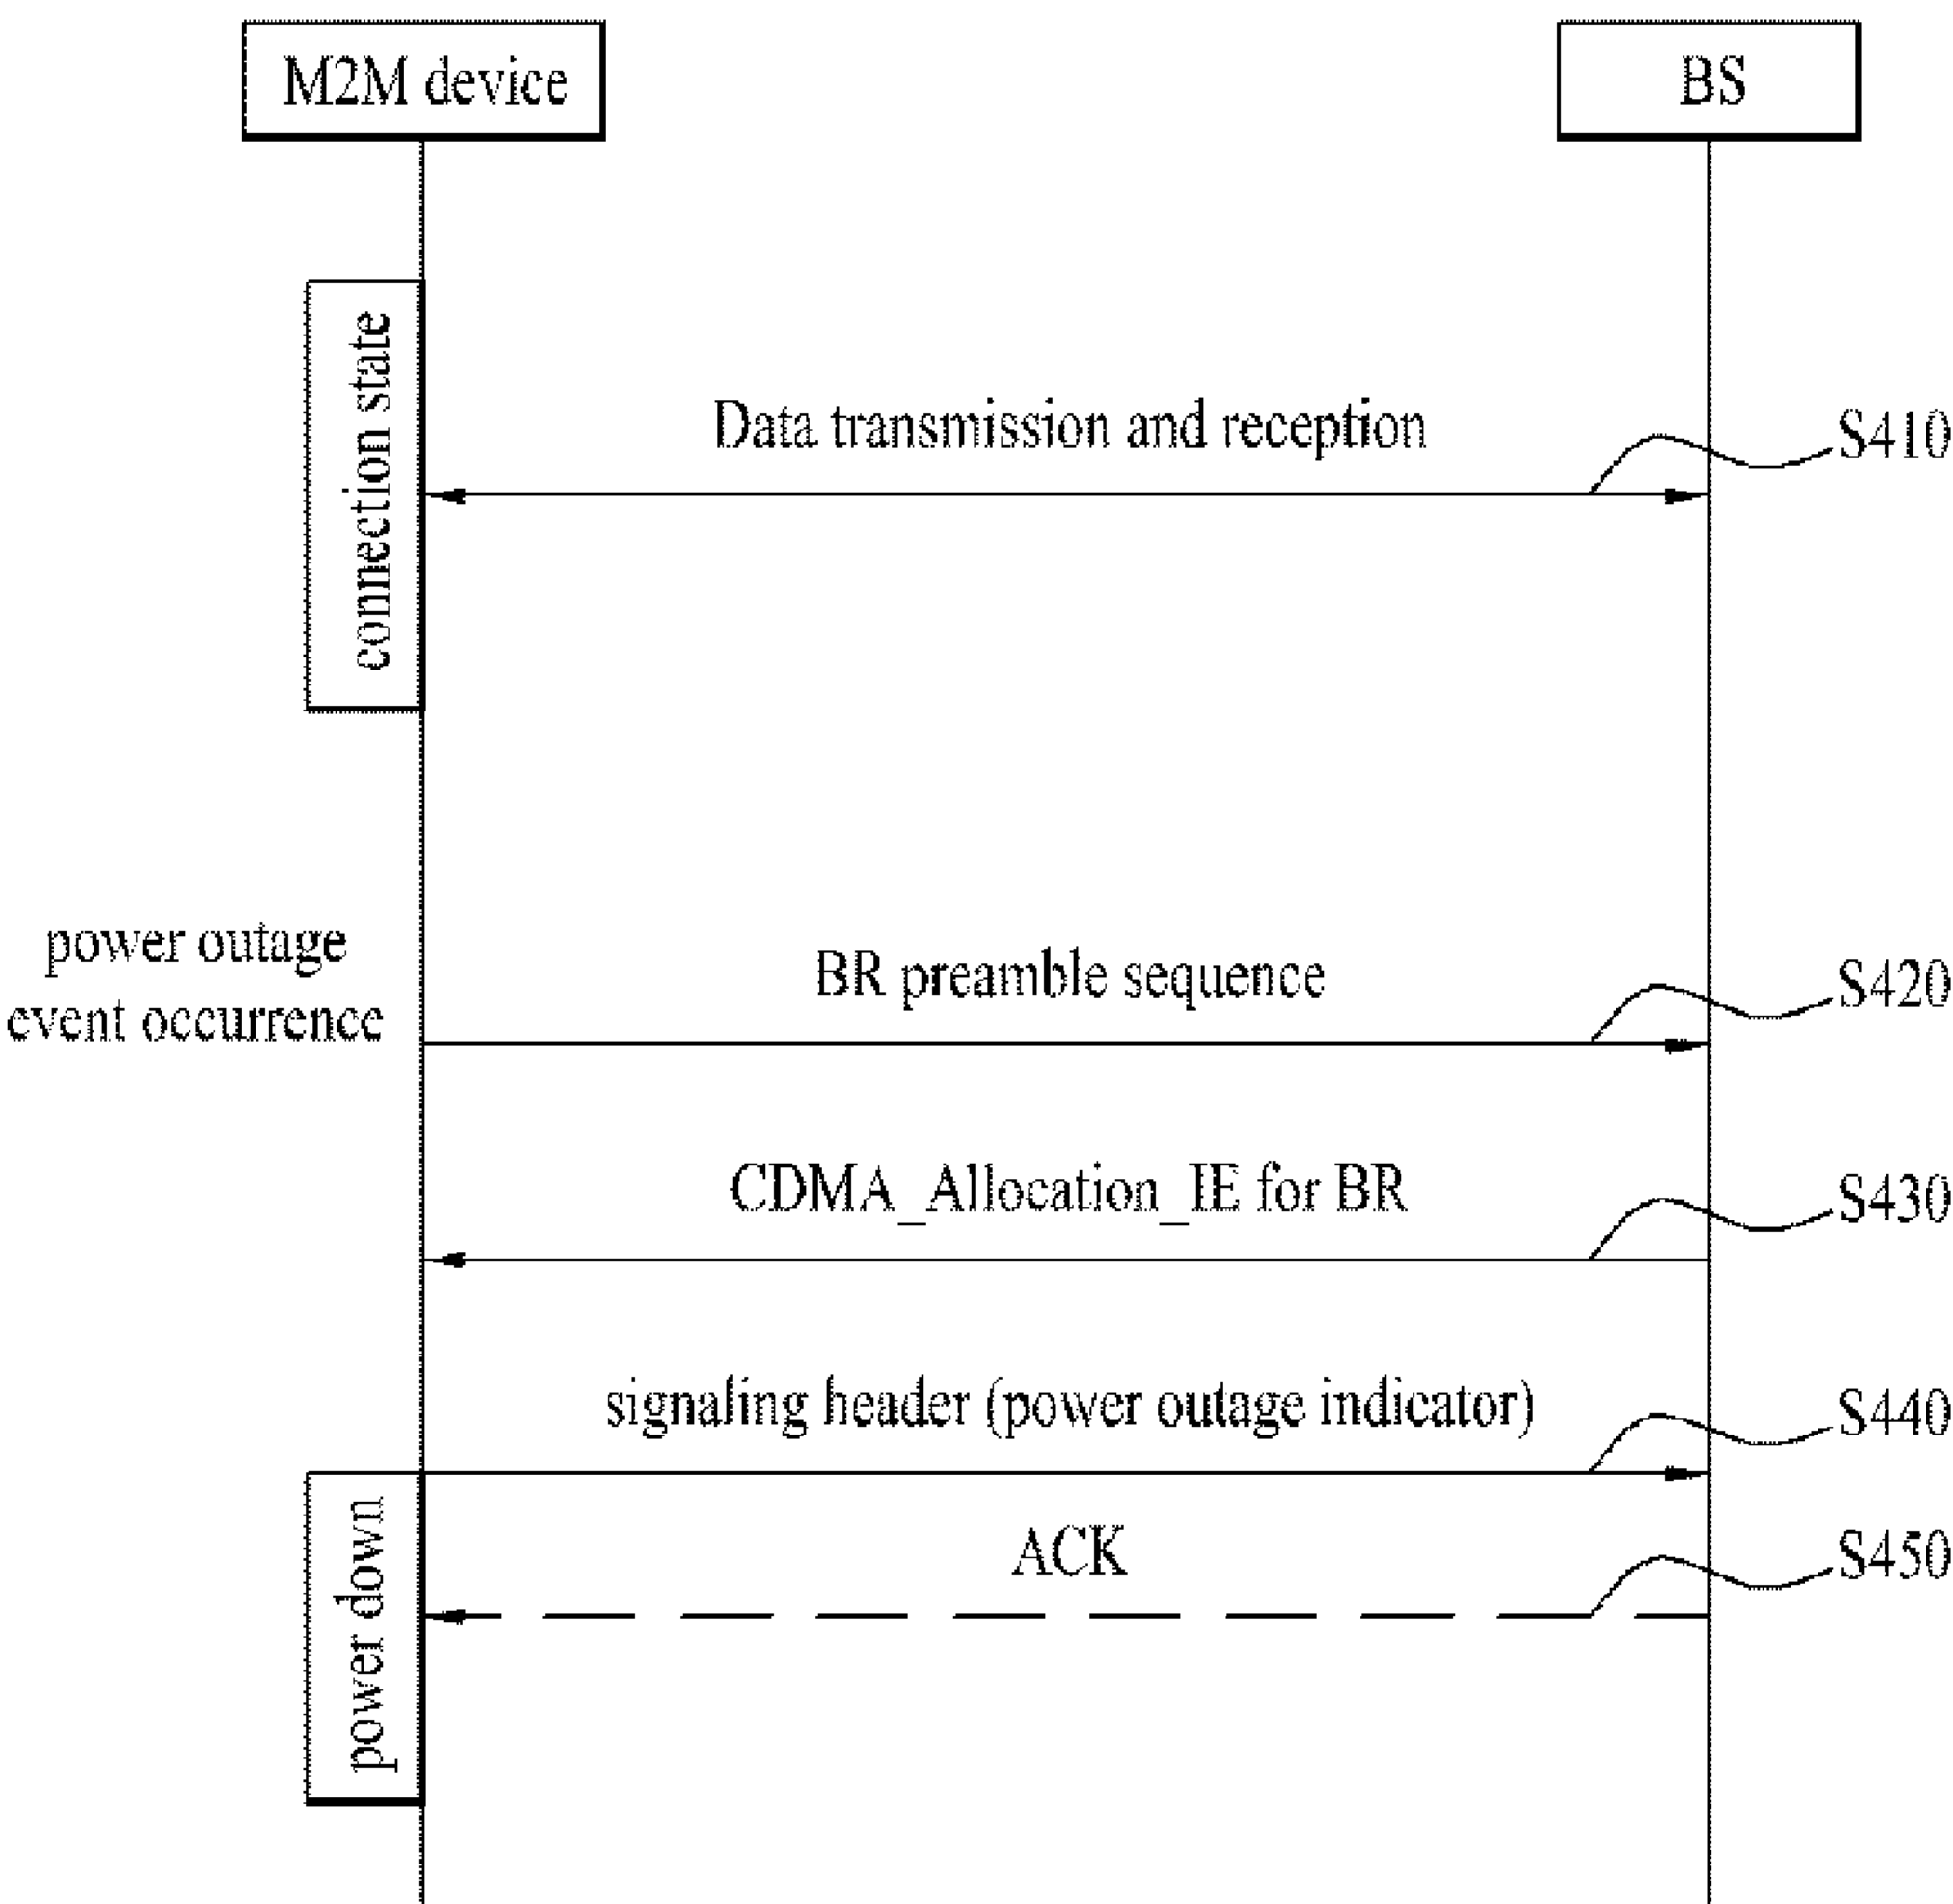 M2M device
BS
connection state
Data transmission and reception
S410
power outage
event occurrence
BR preamble sequence
S420
CDMA_Allocation_IE for BR
S430
signaling header (power outage indicator)
S440
power down
ACK
S450